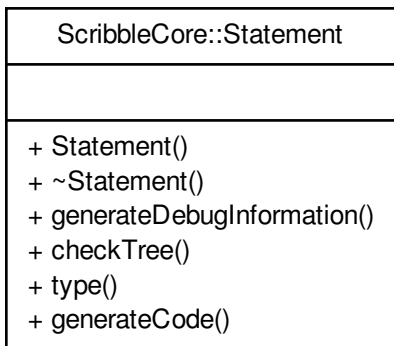 ScribbleCore::Statement
+ Statement()
+ ~Statement()
+ generateDebugInformation()
+ checkTree()
+ type()
+ generateCode()